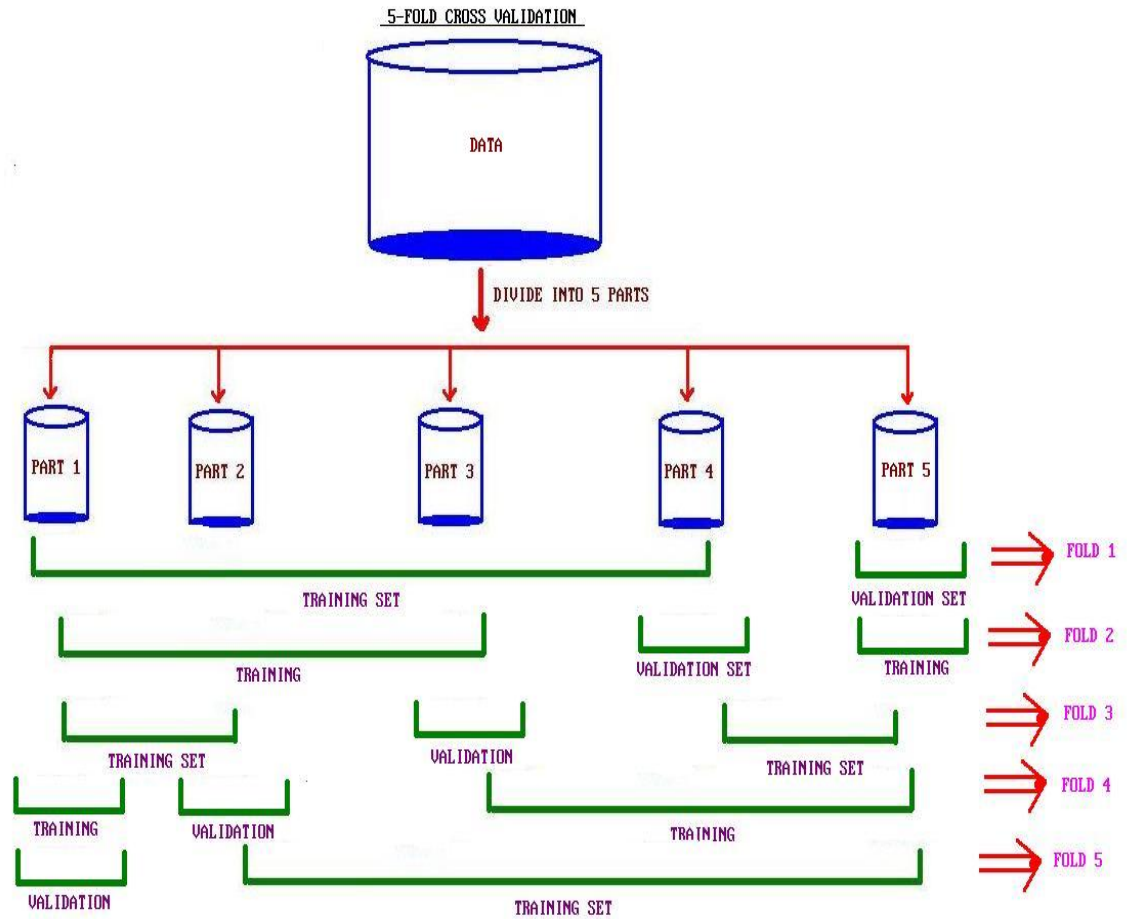 5-FOLD CROSS VALIDATION
DATA
DIVIDE INTO 5 PARTS
PART 1
PART 2
PART 3
PART 4
PART 5
FOLD 1
TRAINING SET
VALIDATION SET
FOLD 2
TRAINING
VALIDATION SET
TRAINING
FOLD 3
TRAINING SET
VALIDATION
TRAINING SET
FOLD 4
TRAINING
VALIDATION
TRAINING
FOLD 5
VALIDATION
TRAINING SET